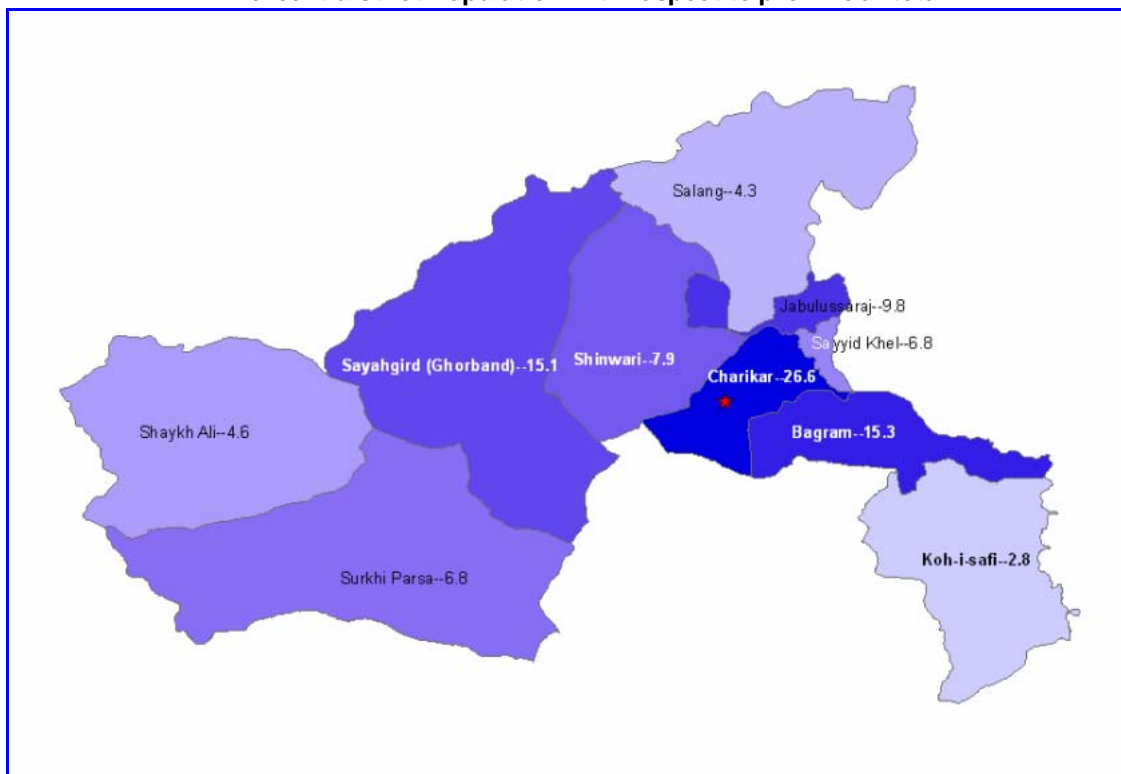 Salang--4.3
Jabulussaraj--9.8
Sayyid Khel--6.8
Sayahgird (Ghorband)--15.1
Shinwari--7.9
Charikar--26.6
Shaykh Ali--4.6
Bagram--15.3
Koh-i-safi--2.8
Surkhi Parsa--6.8